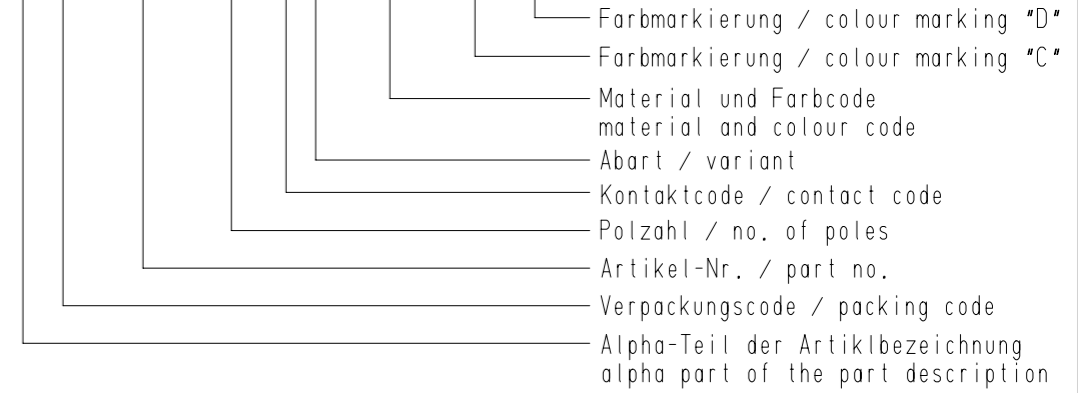 Farbmarkierung / colour marking "D"
Farbmarkierung / colour marking "C"
Material und Farbcode
material and colour code
Abart / variant
Kontaktcode / contact code
Polzahl / no. of poles
Artikel-Nr. / part no.
Verpackungscode / packing code
Alpha-Teil der Artiklbezeichnung
alpha part of the part description